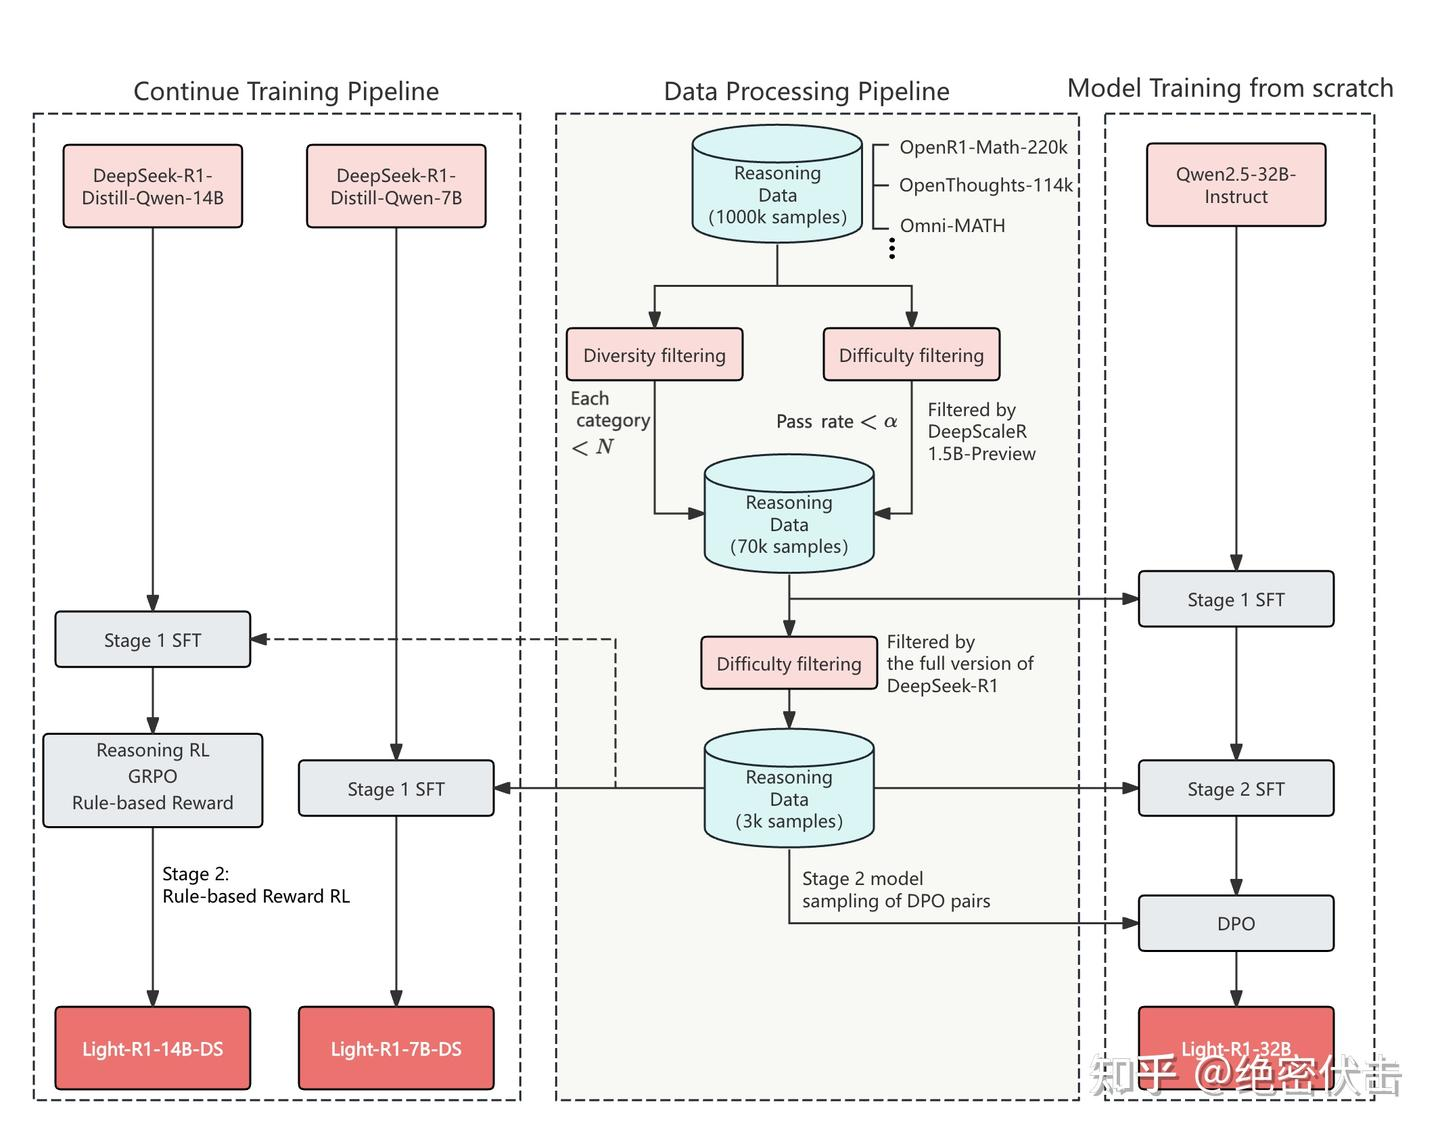 Continue Training Pipeline
DeepSeek-R1-
Distill-Qwen-14B
DeepSeek-R1-
Distill-Qwen-7B
Stage 1 SFT
Reasoning RL
GRPO
Rule-based Reward
Stage 1 SFT
Stage 2:
Rule-based Reward RL
Light-R1-14B-DS
Light-R1-7B-DS
Data Processing Pipeline
Reasoning
Data
(1000k samples)
OpenR1-Math-220k
OpenThoughts-114k
Omni-MATH
Diversity filtering
Difficulty filtering
Each
category
< N
Pass rate < α
Filtered by
DeepScaleR
1.5B-Preview
Reasoning
Data
(70k samples)
Difficulty filtering
Filtered by
the full version of
DeepSeek-R1
Reasoning
Data
(3k samples)
Stage 2 model
sampling of DPO pairs
Model Training from scratch
Qwen2.5-32B-
Instruct
Stage 1 SFT
Stage 2 SFT
DPO
Light-R1-32B
知乎 @绝密伏击